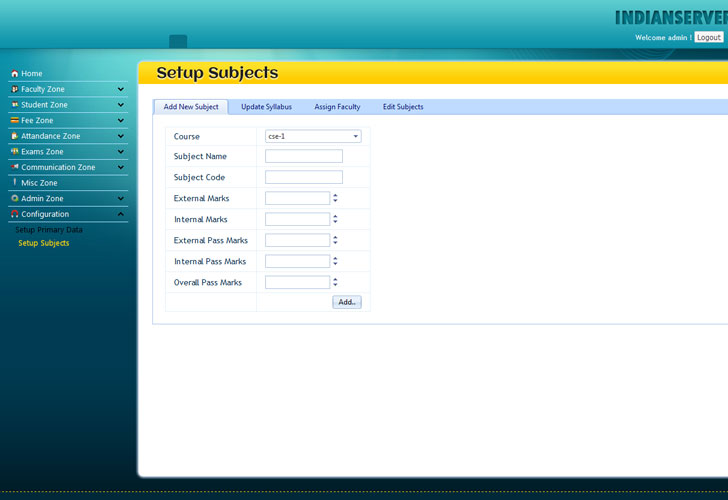 INDIANSERVER
Welcome admin ! Logout
Home
Faculty Zone
Student Zone
Fee Zone
Attandance Zone
Exams Zone
Communication Zone
Misc Zone
Admin Zone
Configuration
Setup Primary Data
Setup Subjects
Setup Subjects
Add New Subject Update Syllabus Assign Faculty Edit Subjects
Course cse-1
Subject Name
Subject Code
External Marks
Internal Marks
External Pass Marks
Internal Pass Marks
Overall Pass Marks
Add..